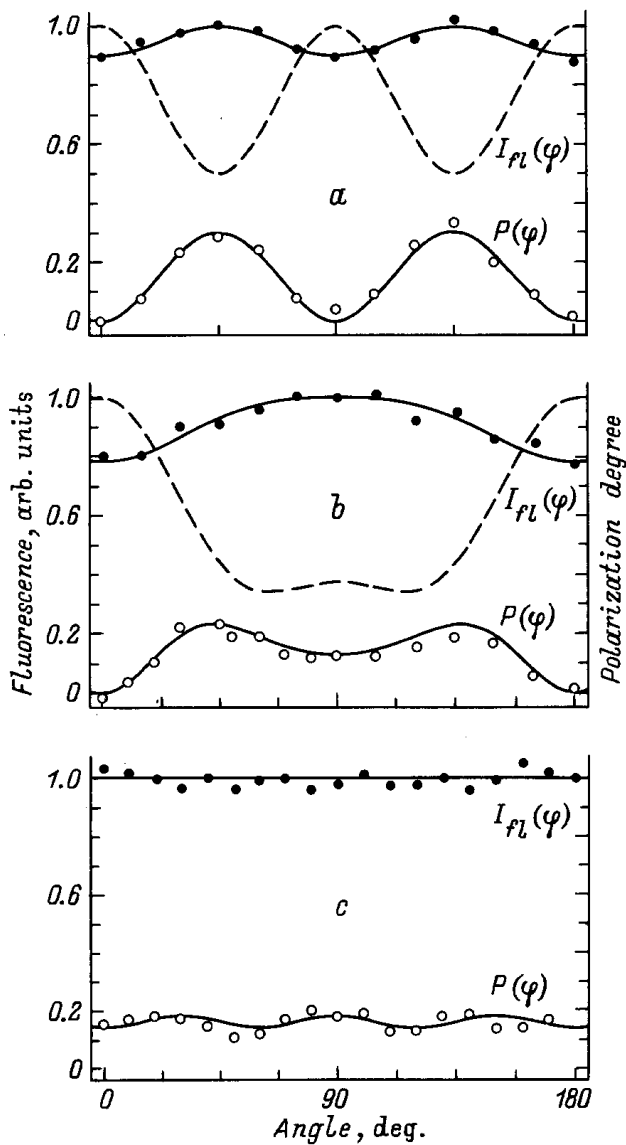 1.0
0.6
0.2
0
I_fl(φ)
a
P(φ)
1.0
0.6
0.2
0
I_fl(φ)
b
P(φ)
Fluorescence, arb. units
Polarization degree
1.0
0.6
0.2
0
I_fl(φ)
c
P(φ)
0 90 180
Angle, deg.